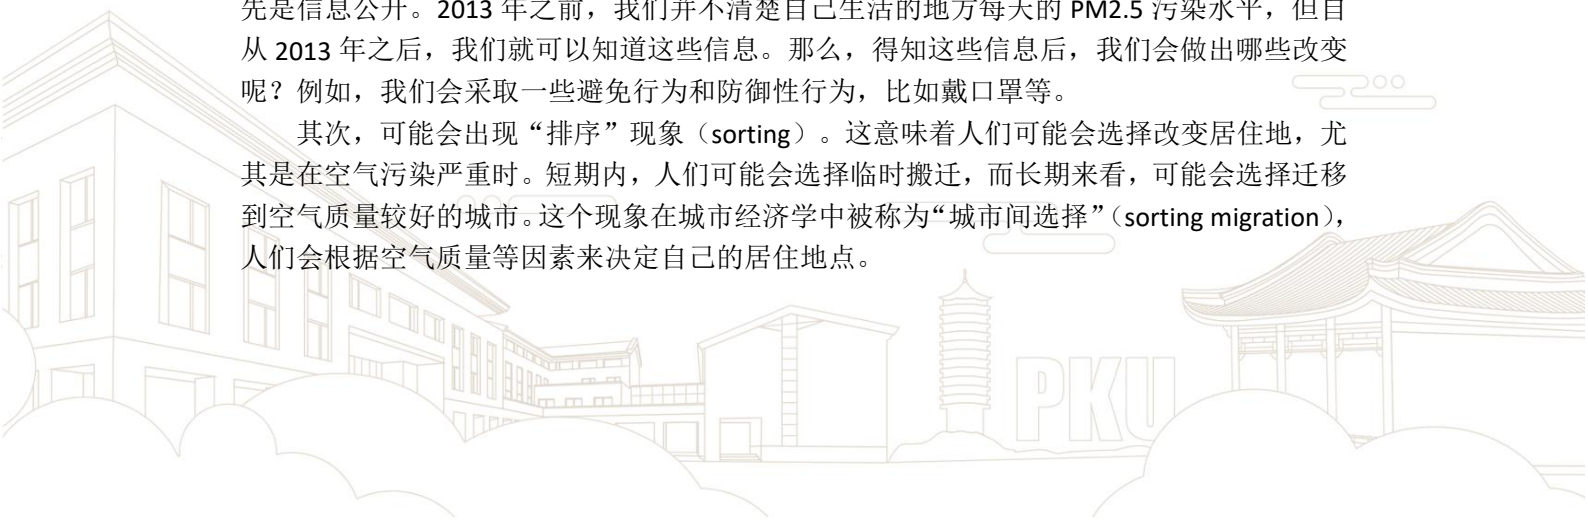 先是信息公开。2013 年之前，我们并不清楚自己生活的地方每天的 PM2.5 污染水平，但自
从 2013 年之后，我们就可以知道这些信息。那么，得知这些信息后，我们会做出哪些改变
呢？例如，我们会采取一些避免行为和防御性行为，比如戴口罩等。
其次，可能会出现“排序”现象（sorting）。这意味着人们可能会选择改变居住地，尤
其是在空气污染严重时。短期内，人们可能会选择临时搬迁，而长期来看，可能会选择迁移
到空气质量较好的城市。这个现象在城市经济学中被称为“城市间选择”（sorting migration），
人们会根据空气质量等因素来决定自己的居住地点。
PKU